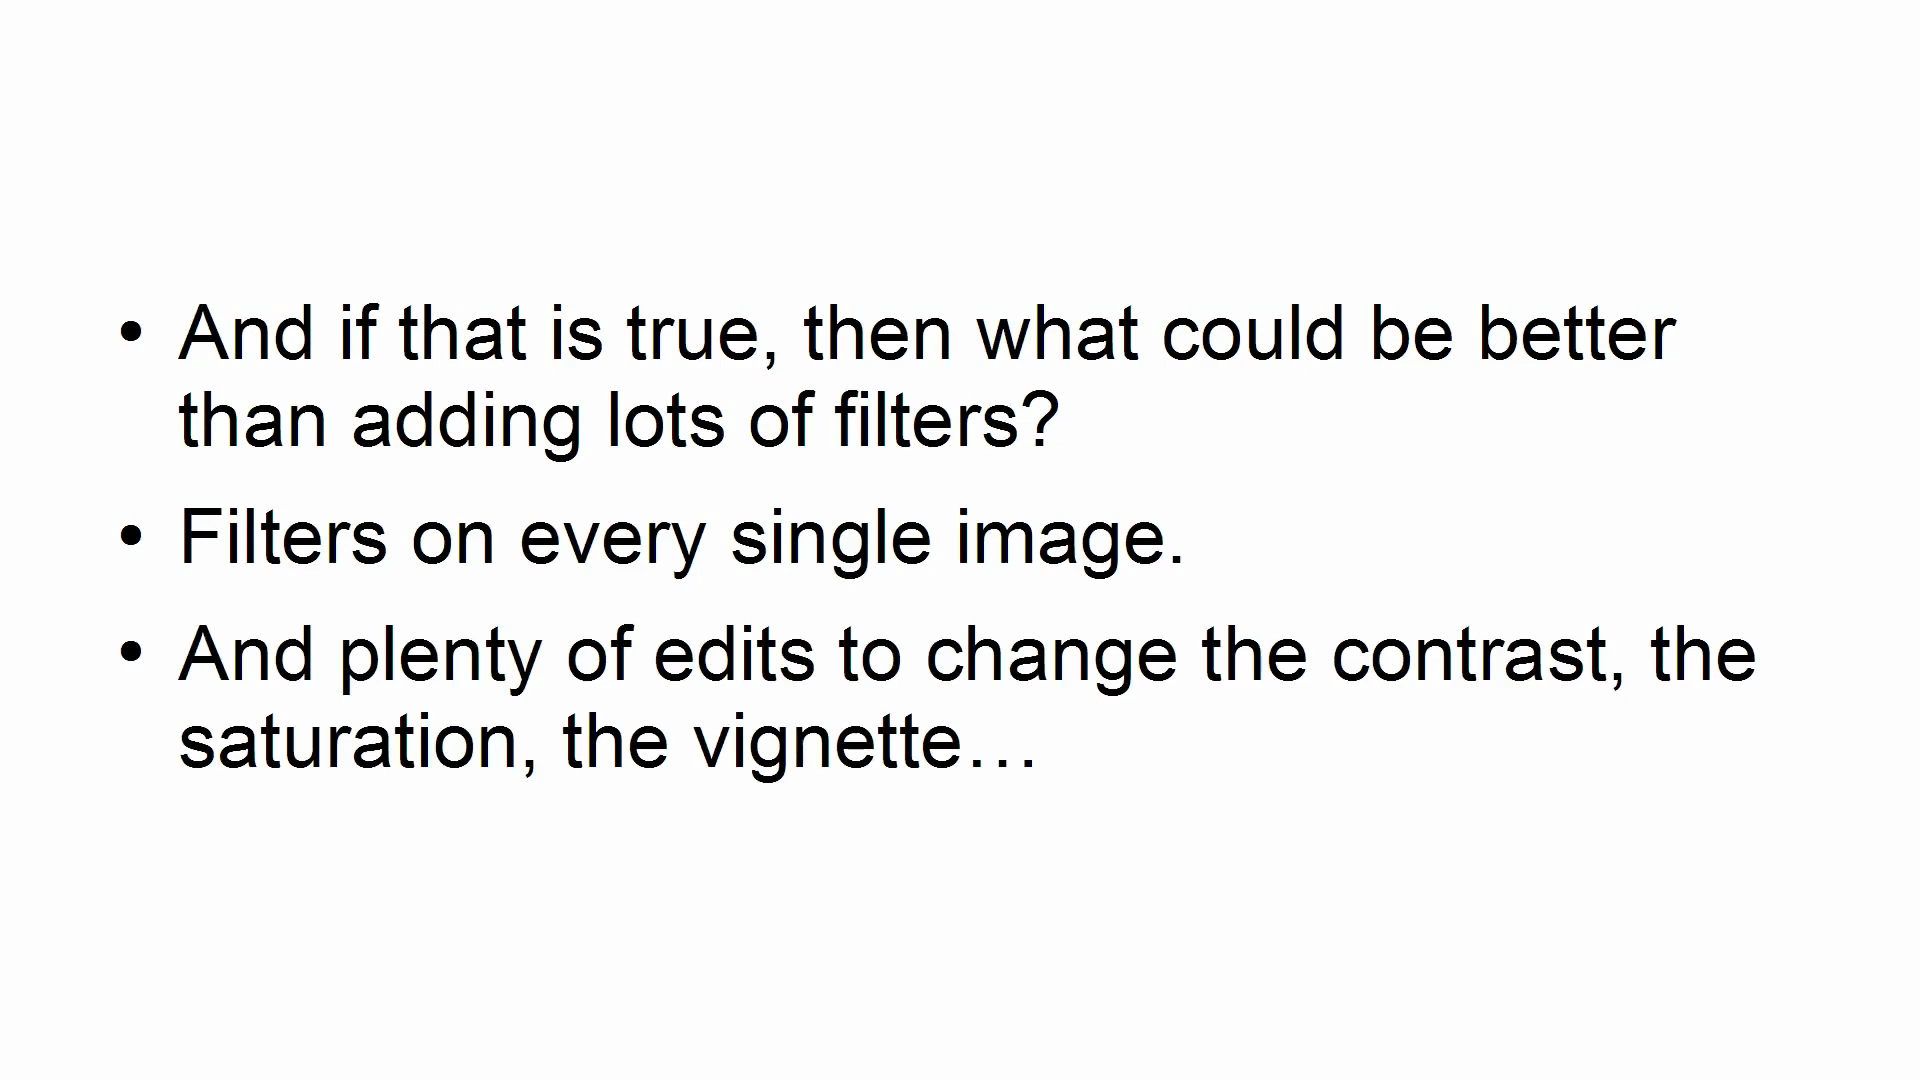 • And if that is true, then what could be better
than adding lots of filters?
• Filters on every single image.
• And plenty of edits to change the contrast, the
saturation, the vignette…